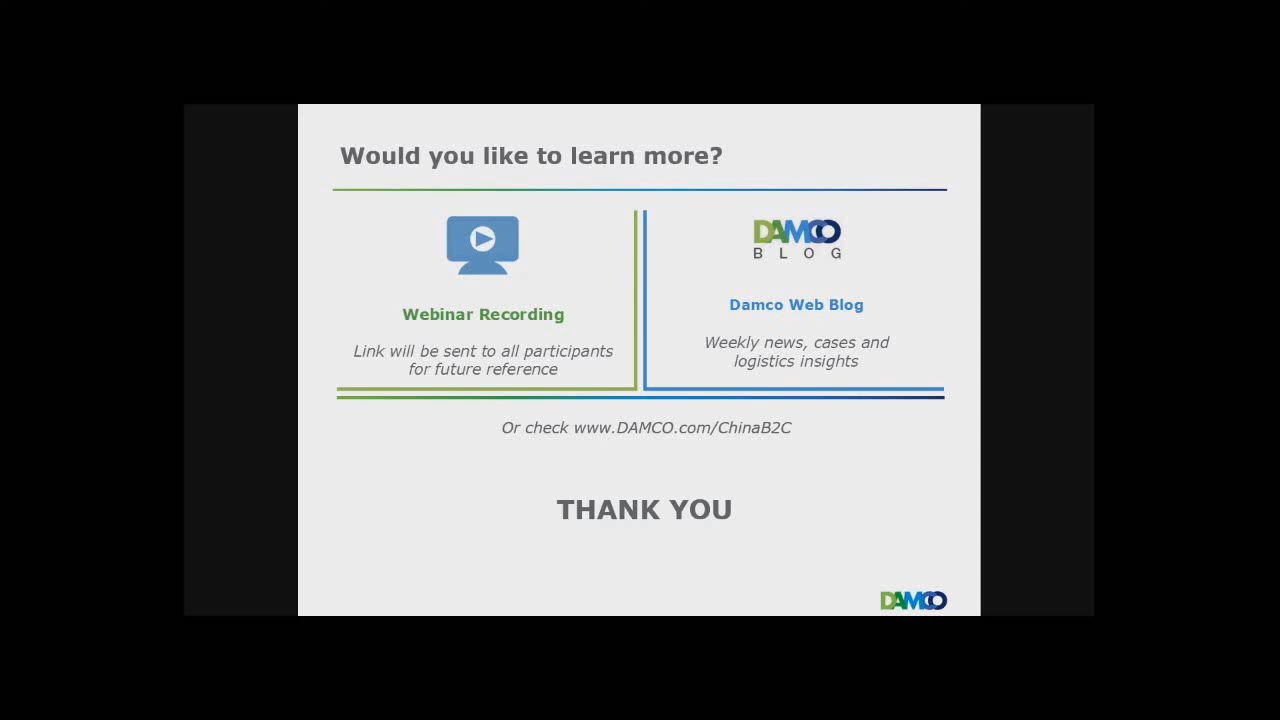 Would you like to learn more?
DAMCO
BLOG
Webinar Recording
Link will be sent to all participants
for future reference
Damco Web Blog
Weekly news, cases and
logistics insights
Or check www.DAMCO.com/ChinaB2C
THANK YOU
DAMCO